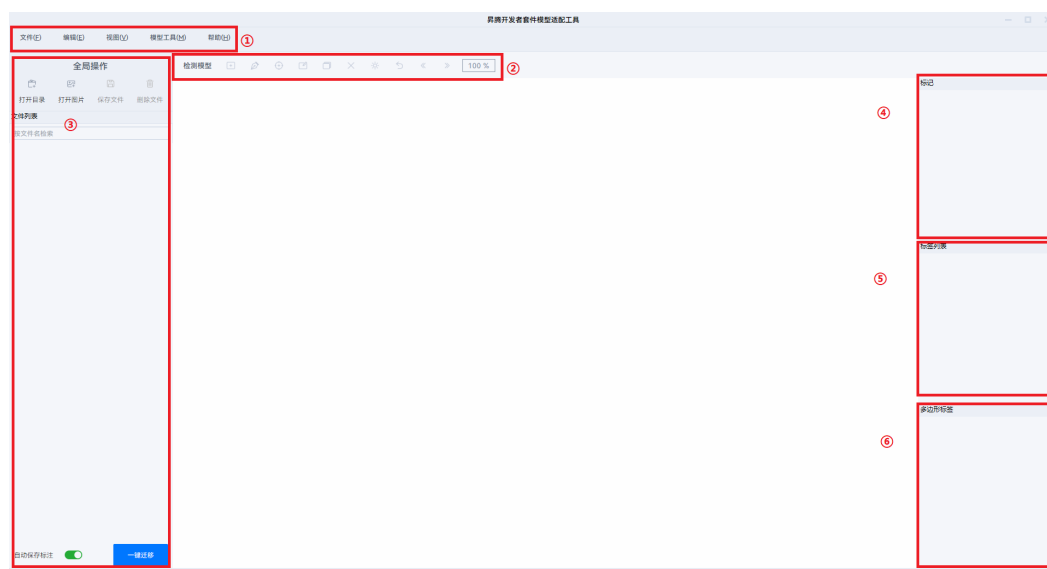 昇腾开发者套件模型适配工具
文件(F) 编辑(E) 视图(V) 模型工具(M) 帮助(H) ①
全局操作
检测模型 100 % ②
打开目录 打开图片 保存文件 删除文件
文件列表
③
按文件名检索
标记
④
标签列表
⑤
多边形标签
⑥
自动保存标注 一键迁移